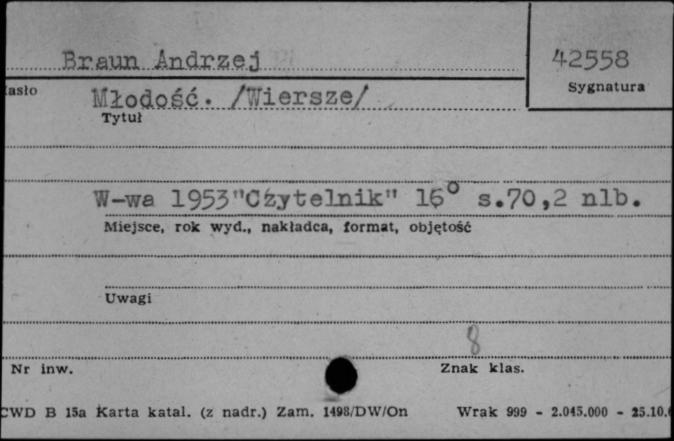 Braun Andrzej
42558
Sygnatura
asło
Młodość. /Wiersze/
Tytuł
W-wa 1953"Czytelnik" 16° s.70,2 nlb.
Miejsce, rok wyd., nakładca, format, objętość
Uwagi
8
Nr inw.
Znak klas.
CWD B 15a Karta katal. (z nadr.) Zam. 1498/DW/On
Wrak 999 - 2.045.000 - 25.10.6